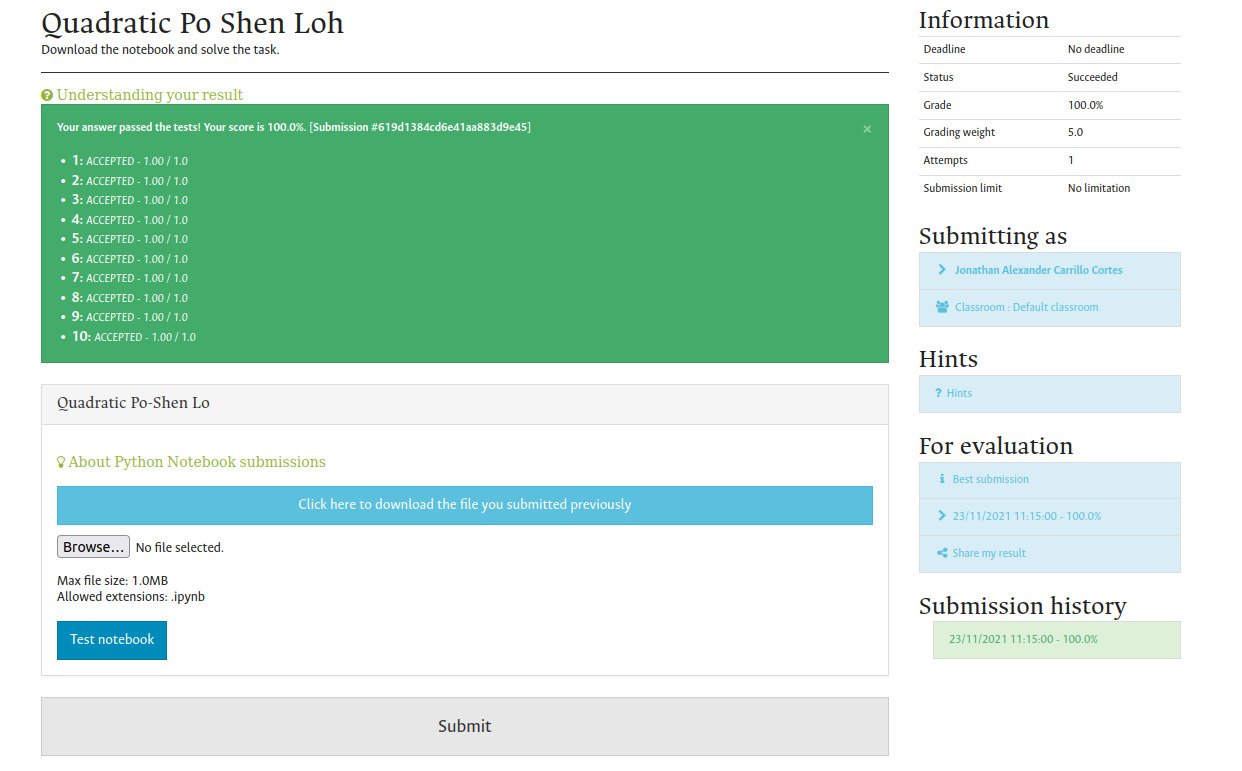 Quadratic Po Shen Loh
Download the notebook and solve the task.
Understanding your result
Your answer passed the tests! Your score is 100.0%. [Submission #619d1384cd6e41aa883d9e45]
×
1: ACCEPTED - 1.00 / 1.0
2: ACCEPTED - 1.00 / 1.0
3: ACCEPTED - 1.00 / 1.0
4: ACCEPTED - 1.00 / 1.0
5: ACCEPTED - 1.00 / 1.0
6: ACCEPTED - 1.00 / 1.0
7: ACCEPTED - 1.00 / 1.0
8: ACCEPTED - 1.00 / 1.0
9: ACCEPTED - 1.00 / 1.0
10: ACCEPTED - 1.00 / 1.0
Quadratic Po-Shen Lo
About Python Notebook submissions
Click here to download the file you submitted previously
Browse... No file selected.
Max file size: 1.0MB
Allowed extensions: .ipynb
Test notebook
Submit
Information
Deadline No deadline
Status Succeeded
Grade 100.0%
Grading weight 5.0
Attempts 1
Submission limit No limitation
Submitting as
Jonathan Alexander Carrillo Cortes
Classroom : Default classroom
Hints
? Hints
For evaluation
Best submission
23/11/2021 11:15:00 - 100.0%
Share my result
Submission history
23/11/2021 11:15:00 - 100.0%